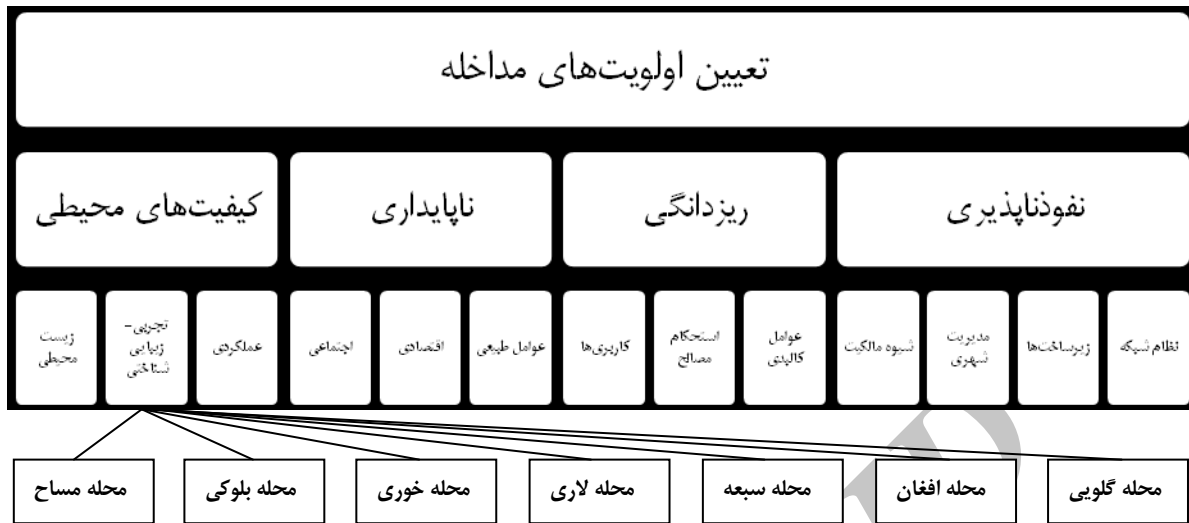 تعیین اولویت‌های مداخله
نفوذناپذیری
ریزدانگی
ناپایداری
کیفیت‌های محیطی
نظام شبکه
زیرساخت‌ها
مدیریت
شهری
شیوه مالکیت
عوامل
کالبدی
استحکام
مصالح
کاربری‌ها
عوامل طبیعی
اقتصادی
اجتماعی
عملکردی
تجربی-
زیبایی
شناختی
زیست
محیطی
محله گلویی
محله افغان
محله سبعه
محله لاری
محله خوری
محله بلوکی
محله مساح